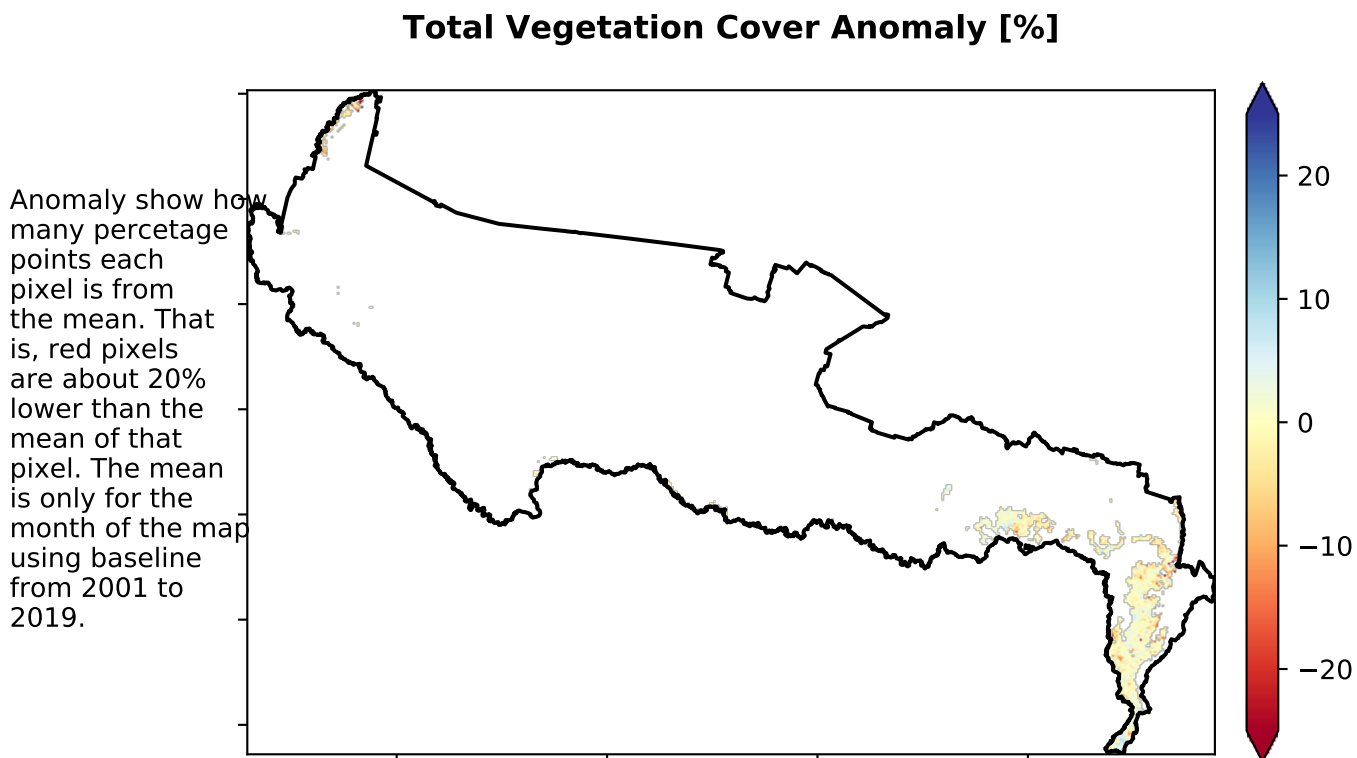 Total Vegetation Cover Anomaly [%]
Anomaly show how
many percetage
points each
pixel is from
the mean. That
is, red pixels
are about 20%
lower than the
mean of that
pixel. The mean
is only for the
month of the map
using baseline
from 2001 to
2019.
20
10
0
−10
−20